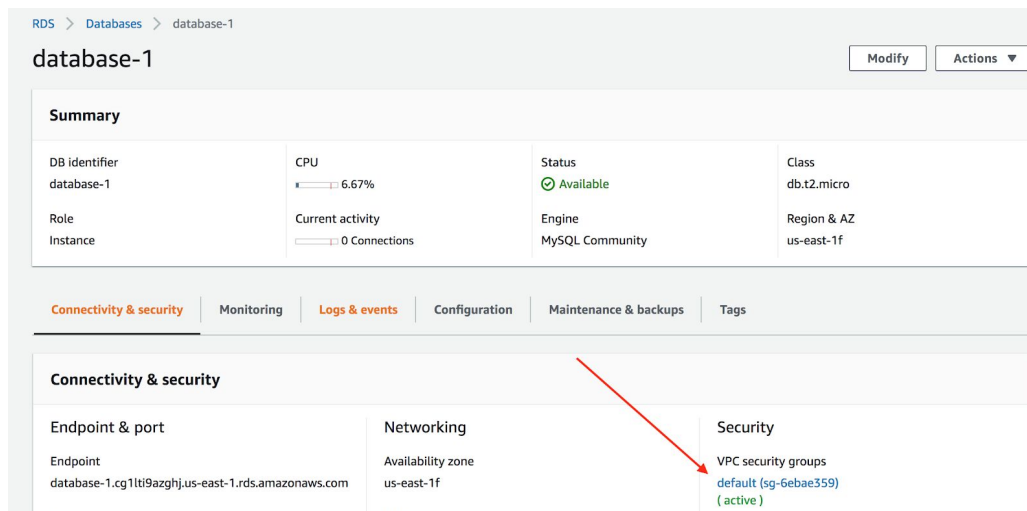 RDS > Databases > database-1
database-1
Modify
Actions ▼
Summary
DB identifier
database-1
CPU
6.67%
Status
Available
Class
db.t2.micro
Role
Instance
Current activity
0 Connections
Engine
MySQL Community
Region & AZ
us-east-1f
Connectivity & security
Monitoring
Logs & events
Configuration
Maintenance & backups
Tags
Connectivity & security
Endpoint & port
Endpoint
database-1.cg1lti9azghj.us-east-1.rds.amazonaws.com
Networking
Availability zone
us-east-1f
Security
VPC security groups
default (sg-6ebae359)
( active )